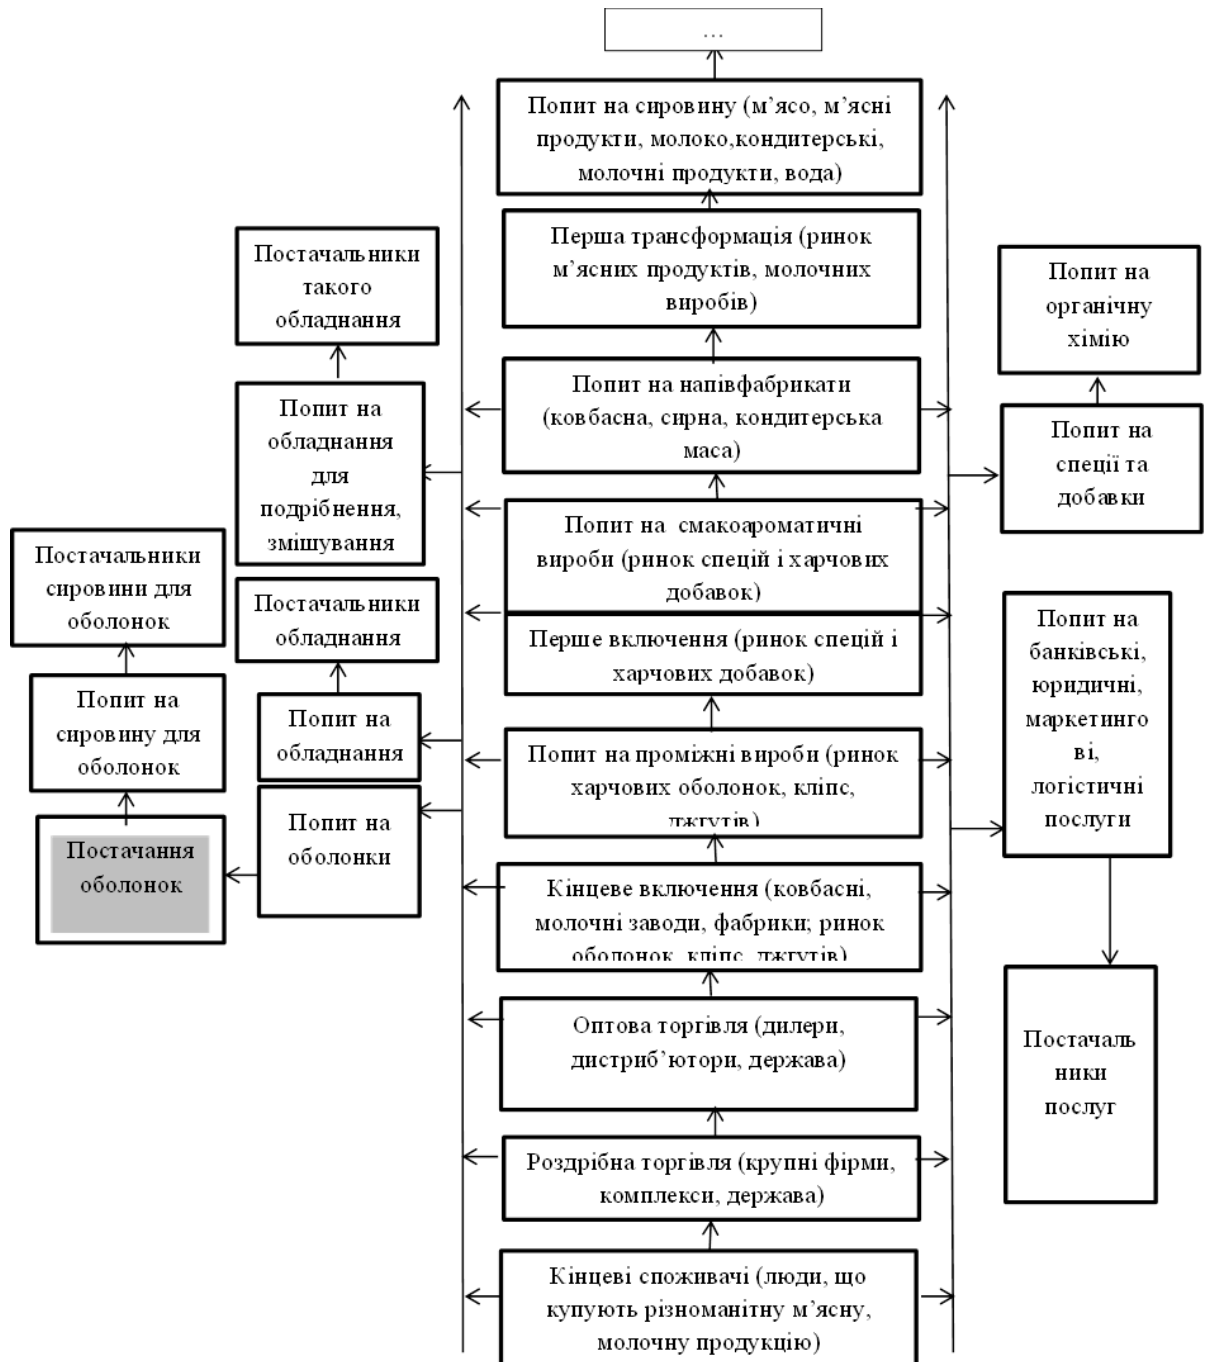 ...
Попит на сировину (м’ясо, м’ясні
продукти, молоко,кондитерські,
молочні продукти, вода)
Перша трансформація (ринок
м’ясних продуктів, молочних
виробів)
Попит на напівфабрикати
(ковбасна, сирна, кондитерська
маса)
Попит на смакоароматичні
вироби (ринок спецій і харчових
добавок)
Перше включення (ринок спецій і
харчових добавок)
Попит на проміжні вироби (ринок
харчових оболонок, кліпс,
джгутів)
Кінцеве включення (ковбасні,
молочні заводи, фабрики; ринок
оболонок, кліпс, джгутів)
Оптова торгівля (дилери,
дистриб’ютори, держава)
Роздрібна торгівля (крупні фірми,
комплекси, держава)
Кінцеві споживачі (люди, що
купують різноманітну м’ясну,
молочну продукцію)
Постачальники
такого
обладнання
Попит на
обладнання
для
подрібнення,
змішування
Постачальники
обладнання
Попит на
обладнання
Попит на
оболонки
Постачальники
сировини для
оболонок
Попит на
сировину для
оболонок
Постачання
оболонок
Попит на
органічну
хімію
Попит на
спеції та
добавки
Попит на
банківські,
юридичні,
маркетинго
ві,
логістичні
послуги
Постачаль
ники
послуг